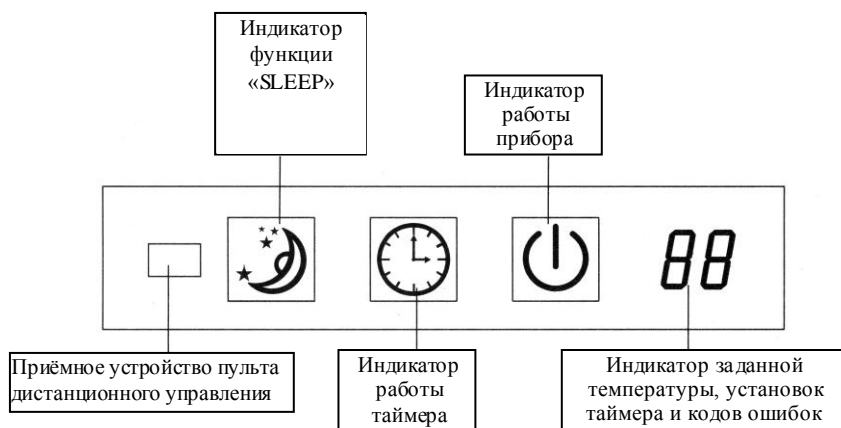 Индикатор
функции
«SLEEP»
Индикатор
работы
прибора
88
Приёмное устройство пульта
дистанционного управления
Индикатор
работы
таймера
Индикатор заданной
температуры, установок
таймера и кодов ошибок